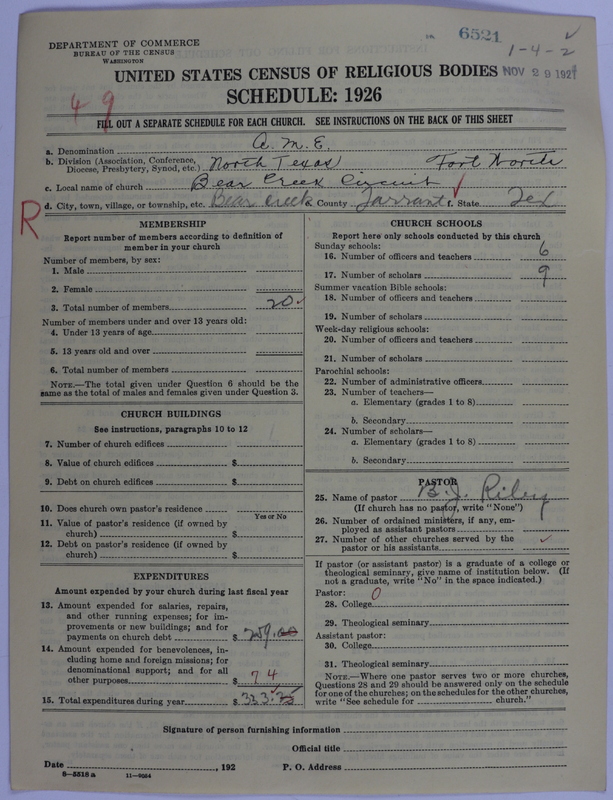 DEPARTMENT OF COMMERCE
BUREAU OF THE CENSUS
WASHINGTON
6521
1-4-2
UNITED STATES CENSUS OF RELIGIOUS BODIES NOV 29 1927
SCHEDULE: 1926
49
FILL OUT A SEPARATE SCHEDULE FOR EACH CHURCH. SEE INSTRUCTIONS ON THE BACK OF THIS SHEET
a. Denomination A.M.E.
b. Division (Association, Conference, Diocese, Presbytery, Synod, etc.) North Texas Fort Worth
c. Local name of church Bear Creek Circuit
d. City, town, village, or township, etc. Bear Creek County Tarrant f. State Tex
R
MEMBERSHIP
Report number of members according to definition of
member in your church
Number of members, by sex:
1. Male
2. Female
3. Total number of members 20
Number of members under and over 13 years old:
4. Under 13 years of age
5. 13 years old and over
6. Total number of members
NOTE.—The total given under Question 6 should be the
same as the total of males and females given under Question 3.
CHURCH BUILDINGS
See instructions, paragraphs 10 to 12
7. Number of church edifices
8. Value of church edifices $
9. Debt on church edifices $
10. Does church own pastor's residence
Yes or No
11. Value of pastor's residence (if owned by
church) $
12. Debt on pastor's residence (if owned by
church) $
EXPENDITURES
Amount expended by your church during last fiscal year
13. Amount expended for salaries, repairs,
and other running expenses; for im-
provements or new buildings; and for
payments on church debt $ 259.00
14. Amount expended for benevolences, in-
cluding home and foreign missions; for
denominational support; and for all
other purposes $ 74
15. Total expenditures during year $ 333.35
CHURCH SCHOOLS
Report here only schools conducted by this church
Sunday schools:
16. Number of officers and teachers 6
17. Number of scholars 9
Summer vacation Bible schools:
18. Number of officers and teachers
19. Number of scholars
Week-day religious schools:
20. Number of officers and teachers
21. Number of scholars
Parochial schools:
22. Number of administrative officers
23. Number of teachers—
a. Elementary (grades 1 to 8)
b. Secondary
24. Number of scholars—
a. Elementary (grades 1 to 8)
b. Secondary
PASTOR
25. Name of pastor B.J. Riley
(If church has no pastor, write "None")
26. Number of ordained ministers, if any, em-
ployed as assistant pastors
27. Number of other churches served by the
pastor or his assistants
If pastor (or assistant pastor) is a graduate of a college or
theological seminary, give name of institution below. (If
not a graduate, write "No" in the space indicated.)
Pastor: 0
28. College
29. Theological seminary
Assistant pastor:
30. College
31. Theological seminary
NOTE.—Where one pastor serves two or more churches,
Questions 28 and 29 should be answered only on the schedule
for one of the churches; on the schedules for the other churches,
write "See schedule for church."
Signature of person furnishing information
Official title
Date , 192 P. O. Address
8-5518a 11-9054